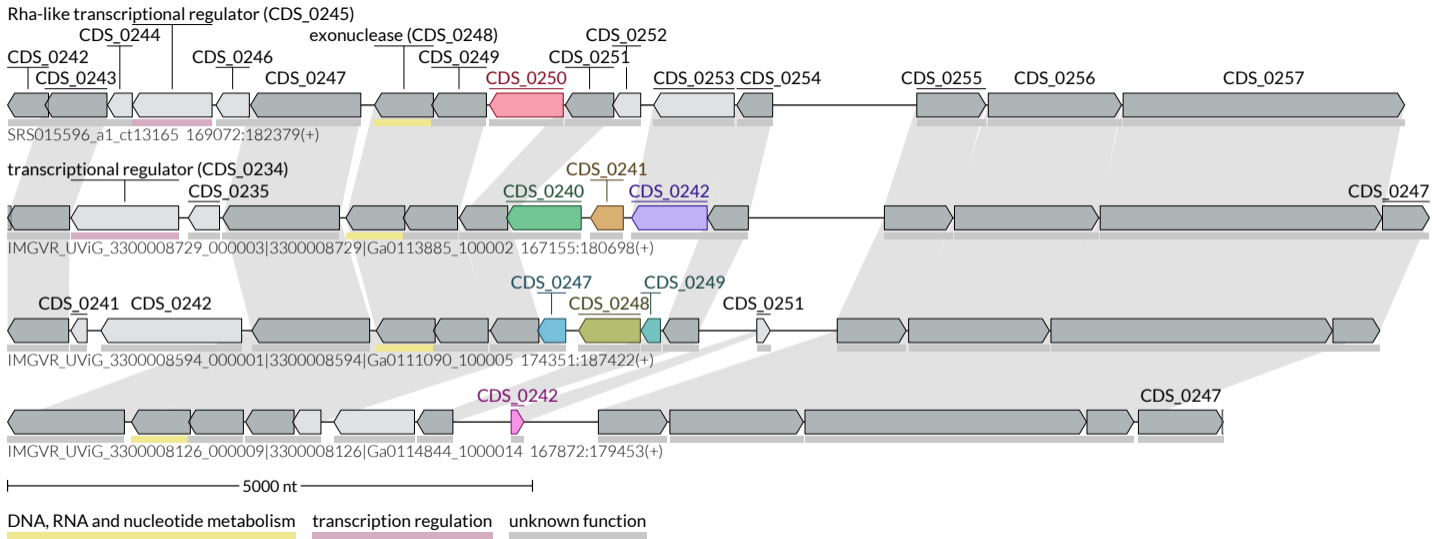 Rha-like transcriptional regulator (CDS_0245)
CDS_0244 exonuclease (CDS_0248) CDS_0252
CDS_0242 CDS_0246 CDS_0249 CDS_0251
CDS_0243 CDS_0247 CDS_0250 CDS_0253 CDS_0254 CDS_0255 CDS_0256 CDS_0257
SRS015596_a1_ct13165 169072:182379(+)
transcriptional regulator (CDS_0234) CDS_0241
CDS_0235 CDS_0240 CDS_0242 CDS_0247
IMGVR_UViG_3300008729_000003|3300008729|Ga0113885_100002 167155:180698(+)
CDS_0247 CDS_0249
CDS_0241 CDS_0242 CDS_0248 CDS_0251
IMGVR_UViG_3300008594_000001|3300008594|Ga0111090_100005 174351:187422(+)
CDS_0242 CDS_0247
IMGVR_UViG_3300008126_000009|3300008126|Ga0114844_1000014 167872:179453(+)
5000 nt
DNA, RNA and nucleotide metabolism transcription regulation unknown function